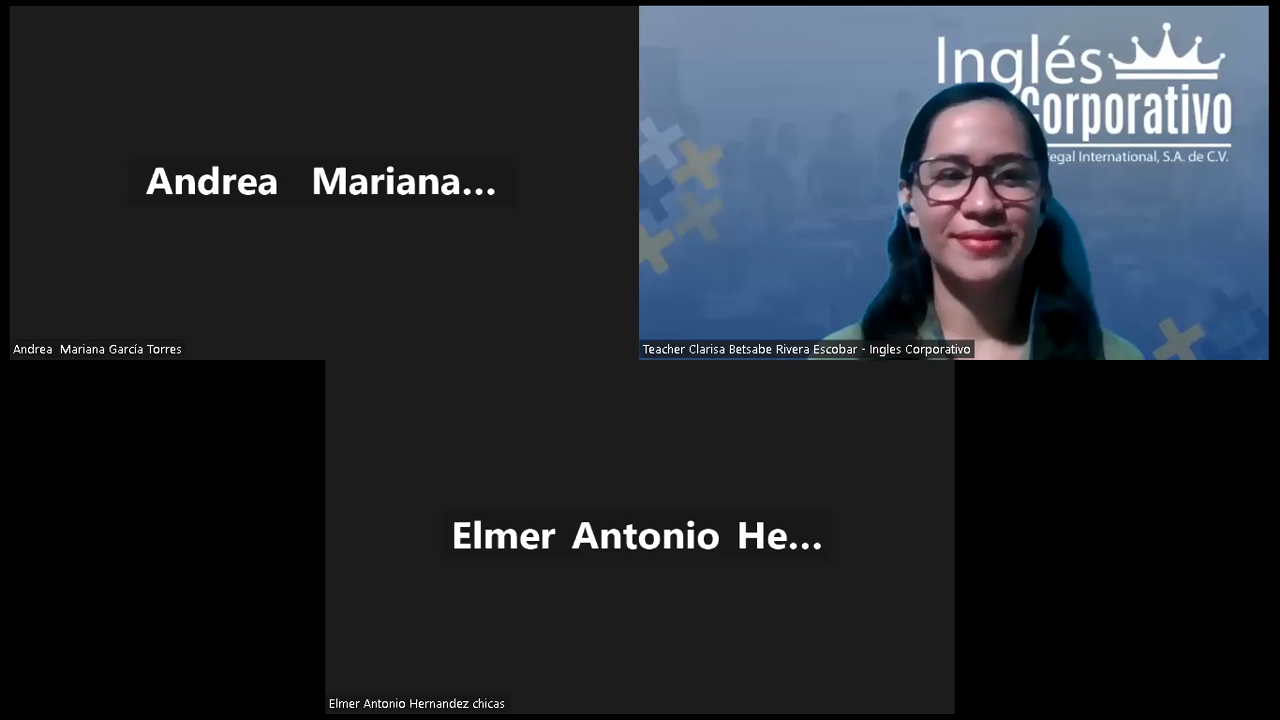 Andrea Mariana...
Andrea Mariana García Torres
Inglés
Corporativo
egal International, S.A. de C.V.
Teacher Clarisa Betsabe Rivera Escobar - Ingles Corporativo
Elmer Antonio He...
Elmer Antonio Hernandez chicas